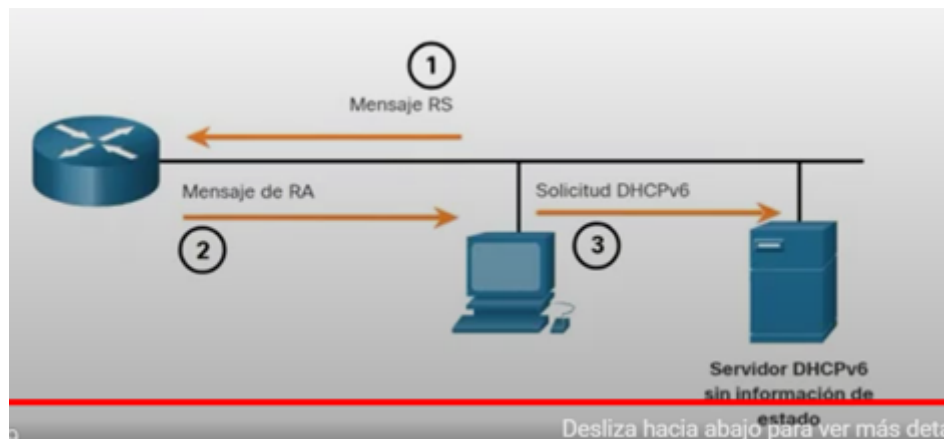 1
Mensaje RS
Mensaje de RA
2
Solicitud DHCPv6
3
Servidor DHCPv6
sin información de
estado
Desliza hacia abajo para ver más